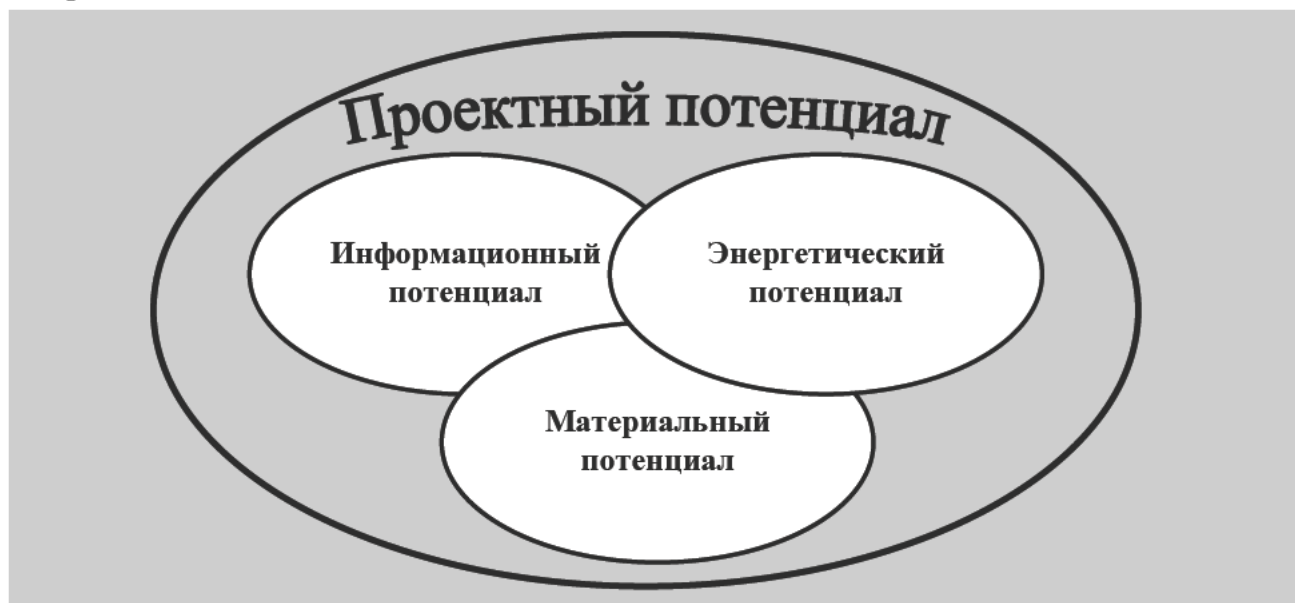 Проектный потенциал
Информационный
потенциал
Энергетический
потенциал
Материальный
потенциал